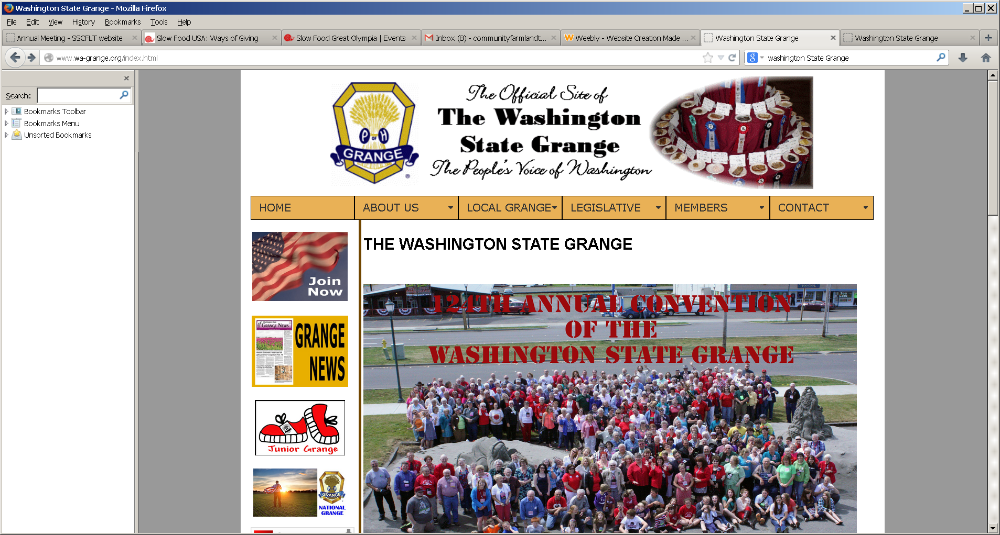 Washington State Grange - Mozilla Firefox
File Edit View History Bookmarks Tools Help
Annual Meeting - SSCFLT website
Slow Food USA: Ways of Giving
Slow Food Great Olympia | Events
Inbox (8) - communityfarmlandt...
Weebly - Website Creation Made ...
Washington State Grange
Washington State Grange
www.wa-grange.org/index.html
washington State Grange
Search:
Bookmarks Toolbar
Bookmarks Menu
Unsorted Bookmarks
P of H
GRANGE
®
The Official Site of
The Washington
State Grange
The People's Voice of Washington
HOME ABOUT US LOCAL GRANGE LEGISLATIVE MEMBERS CONTACT
Join
Now
GRANGE NEWS
GRANGE
NEWS
Junior Grange
P of H
GRANGE
NATIONAL
GRANGE
THE WASHINGTON STATE GRANGE
124TH ANNUAL CONVENTION
OF THE
WASHINGTON STATE GRANGE